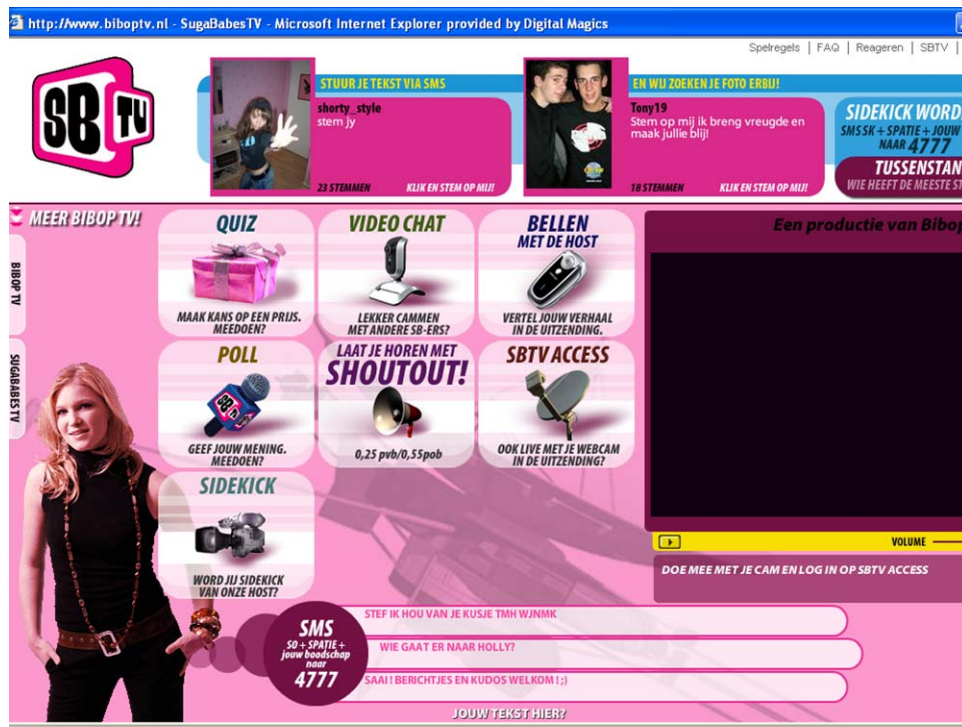 http://www.biboptv.nl - SugaBabesTV - Microsoft Internet Explorer provided by Digital Magics
Spelregels | FAQ | Reageren | SBTV |
SB TV
STUUR JE TEKST VIA SMS
shorty_style
stem jy
23 STEMMEN KLIK EN STEM OP MIJ!
EN WIJ ZOEKEN JE FOTO ERBIJ!
Tony19
Stem op mij ik breng vreugde en
maak jullie blij!
18 STEMMEN KLIK EN STEM OP MIJ!
SIDEKICK WORD
SMS SK + SPATIE + JOUW
NAAR 4777
TUSSENSTAN
WIE HEEFT DE MEESTE ST
MEER BIBOP TV!
BIBOP TV
SUGABABES TV
QUIZ
MAAK KANS OP EEN PRIJS.
MEEDOEN?
VIDEO CHAT
LEKKER CAMMEN
MET ANDERE SB-ERS?
BELLEN
MET DE HOST
VERTEL JOUW VERHAAL
IN DE UITZENDING.
POLL
SB TV
GEEF JOUW MENING.
MEEDOEN?
LAAT JE HOREN MET
SHOUTOUT!
0,25 pvb/0,55pob
SBTV ACCESS
OOK LIVE MET JE WEBCAM
IN DE UITZENDING?
SIDEKICK
WORD JIJ SIDEKICK
VAN ONZE HOST?
Een productie van Bibop
VOLUME
DOE MEE MET JE CAM EN LOG IN OP SBTV ACCESS
SMS
SO + SPATIE +
jouw boodschap
naar
4777
STEF IK HOU VAN JE KUSJE TMH WJNMK
WIE GAAT ER NAAR HOLLY?
SAAI! BERICHTJES EN KUDOS WELKOM ! ;)
JOUW TEKST HIER?